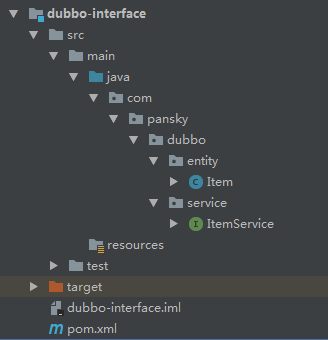 dubbo-interface
src
main
java
com
pansky
dubbo
entity
Item
service
ItemService
resources
test
target
dubbo-interface.iml
pom.xml